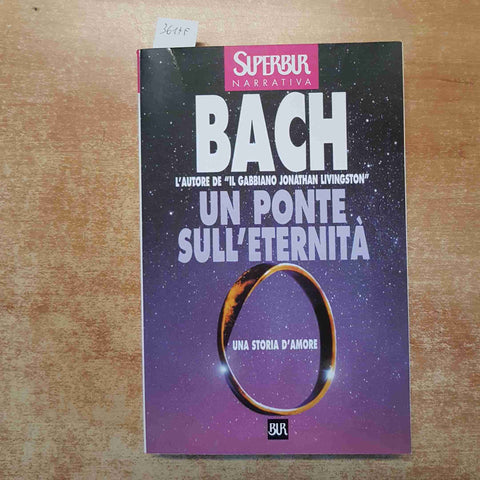 SUPERBUR
NARRATIVA
BACH
L'AUTORE DE "IL GABBIANO JONATHAN LIVINGSTON"
UN PONTE
SULL'ETERNITÀ
UNA STORIA D'AMORE
BUR